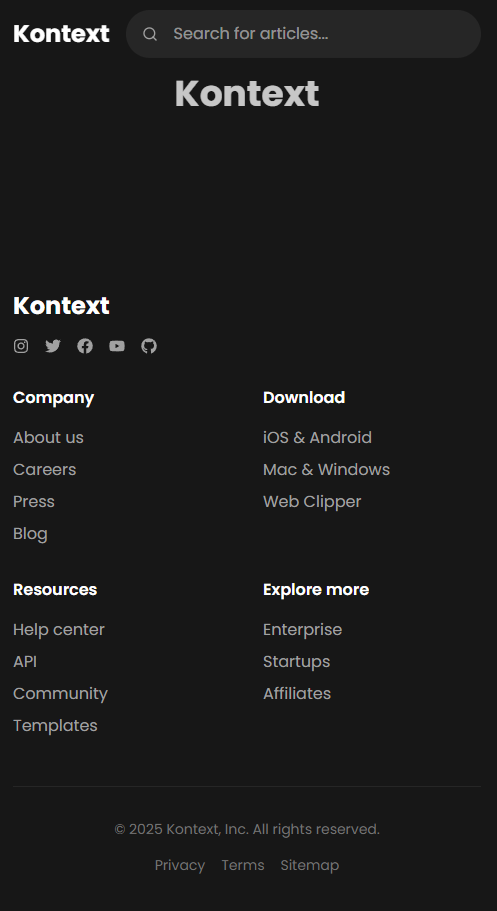 Kontext
Search for articles...
Kontext
Kontext
Company
About us
Careers
Press
Blog
Download
iOS & Android
Mac & Windows
Web Clipper
Resources
Help center
API
Community
Templates
Explore more
Enterprise
Startups
Affiliates
© 2025 Kontext, Inc. All rights reserved.
Privacy Terms Sitemap